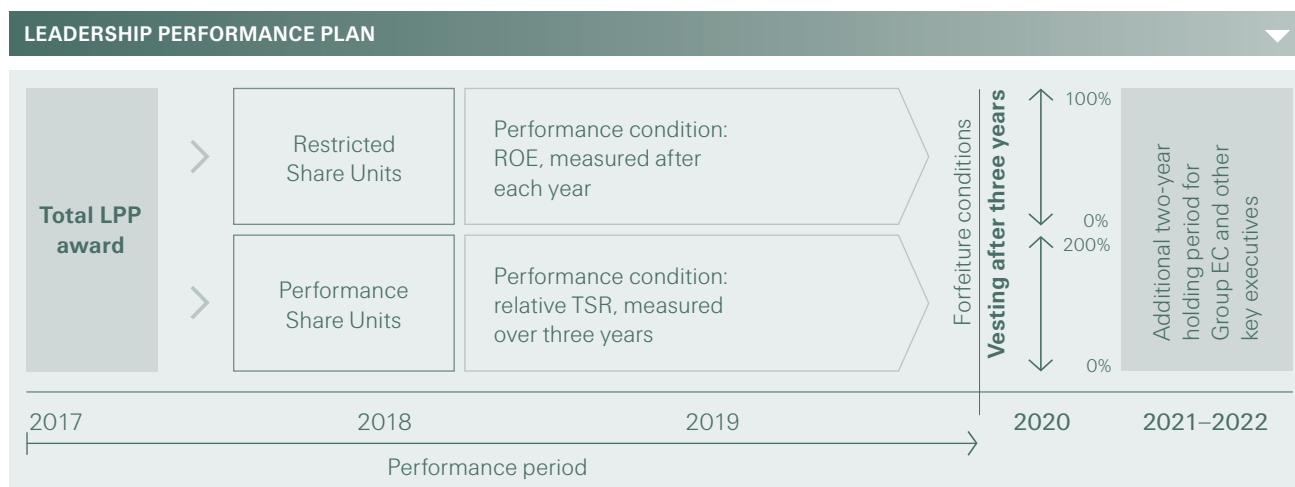 LEADERSHIP PERFORMANCE PLAN
Total LPP
award
Restricted
Share Units
Performance condition:
ROE, measured after
each year
Performance
Share Units
Performance condition:
relative TSR, measured
over three years
Forfeiture conditions
Vesting after three years
100%
0%
200%
0%
Additional two-year
holding period for
Group EC and other
key executives
2017
2018
2019
2020
2021–2022
Performance period